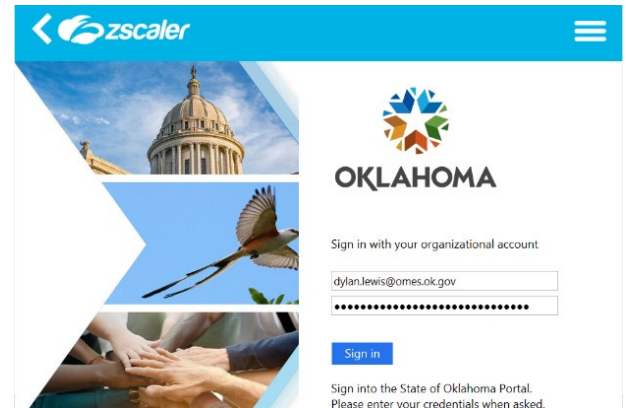 zscaler
OKLAHOMA
Sign in with your organizational account
dylan.lewis@omes.ok.gov
••••••••••••••••••••••••••••••
Sign in
Sign into the State of Oklahoma Portal.
Please enter your credentials when asked.